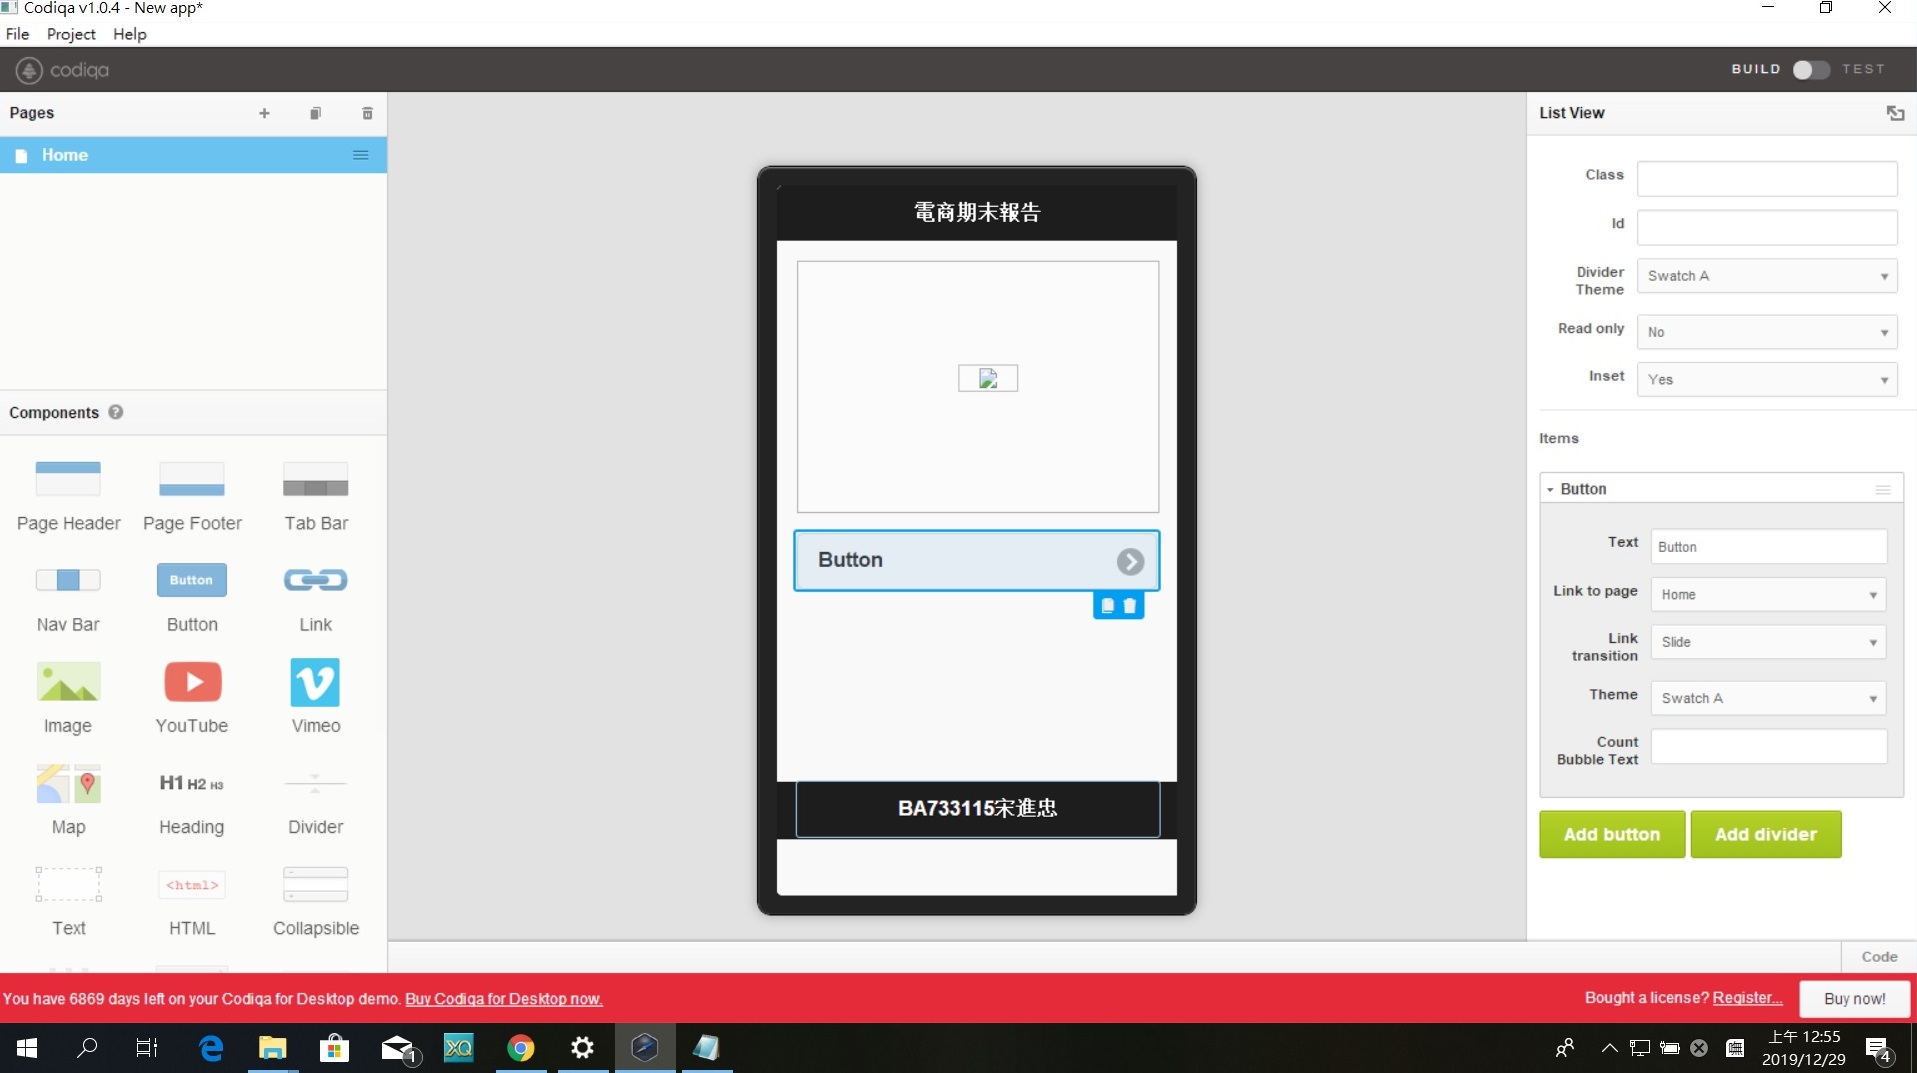 Codiqa v1.0.4 - New app*
File Project Help
codiqa
BUILD TEST
Pages
Home
Components ?
Page Header Page Footer Tab Bar
Button
Nav Bar Button Link
Image YouTube Vimeo
H1 H2 H3
Map Heading Divider
<html>
Text HTML Collapsible
電商期末報告
Button
BA733115宋進忠
List View
Class
Id
Divider Theme Swatch A
Read only No
Inset Yes
Items
Button
Text Button
Link to page Home
Link transition Slide
Theme Swatch A
Count Bubble Text
Add button Add divider
Code
You have 6869 days left on your Codiqa for Desktop demo. Buy Codiqa for Desktop now.
Bought a license? Register... Buy now!
1
XQ
上午 12:55
2019/12/29
4